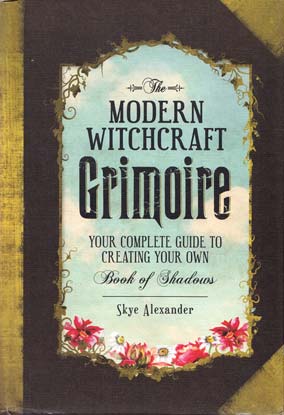 The
MODERN
WITCHCRAFT
Grimoire
YOUR COMPLETE GUIDE TO
CREATING YOUR OWN
Book of Shadows
Skye Alexander